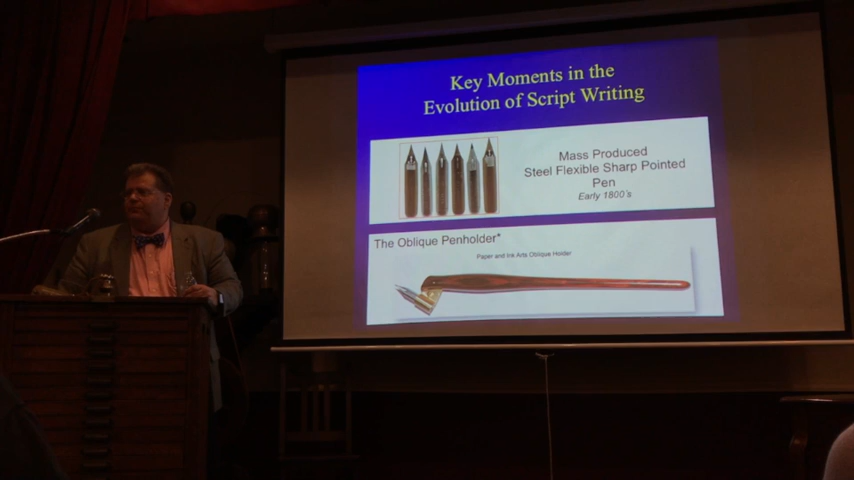 Key Moments in the
Evolution of Script Writing
Mass Produced
Steel Flexible Sharp Pointed
Pen
Early 1800's
The Oblique Penholder*
Paper and Ink Arts Oblique Holder